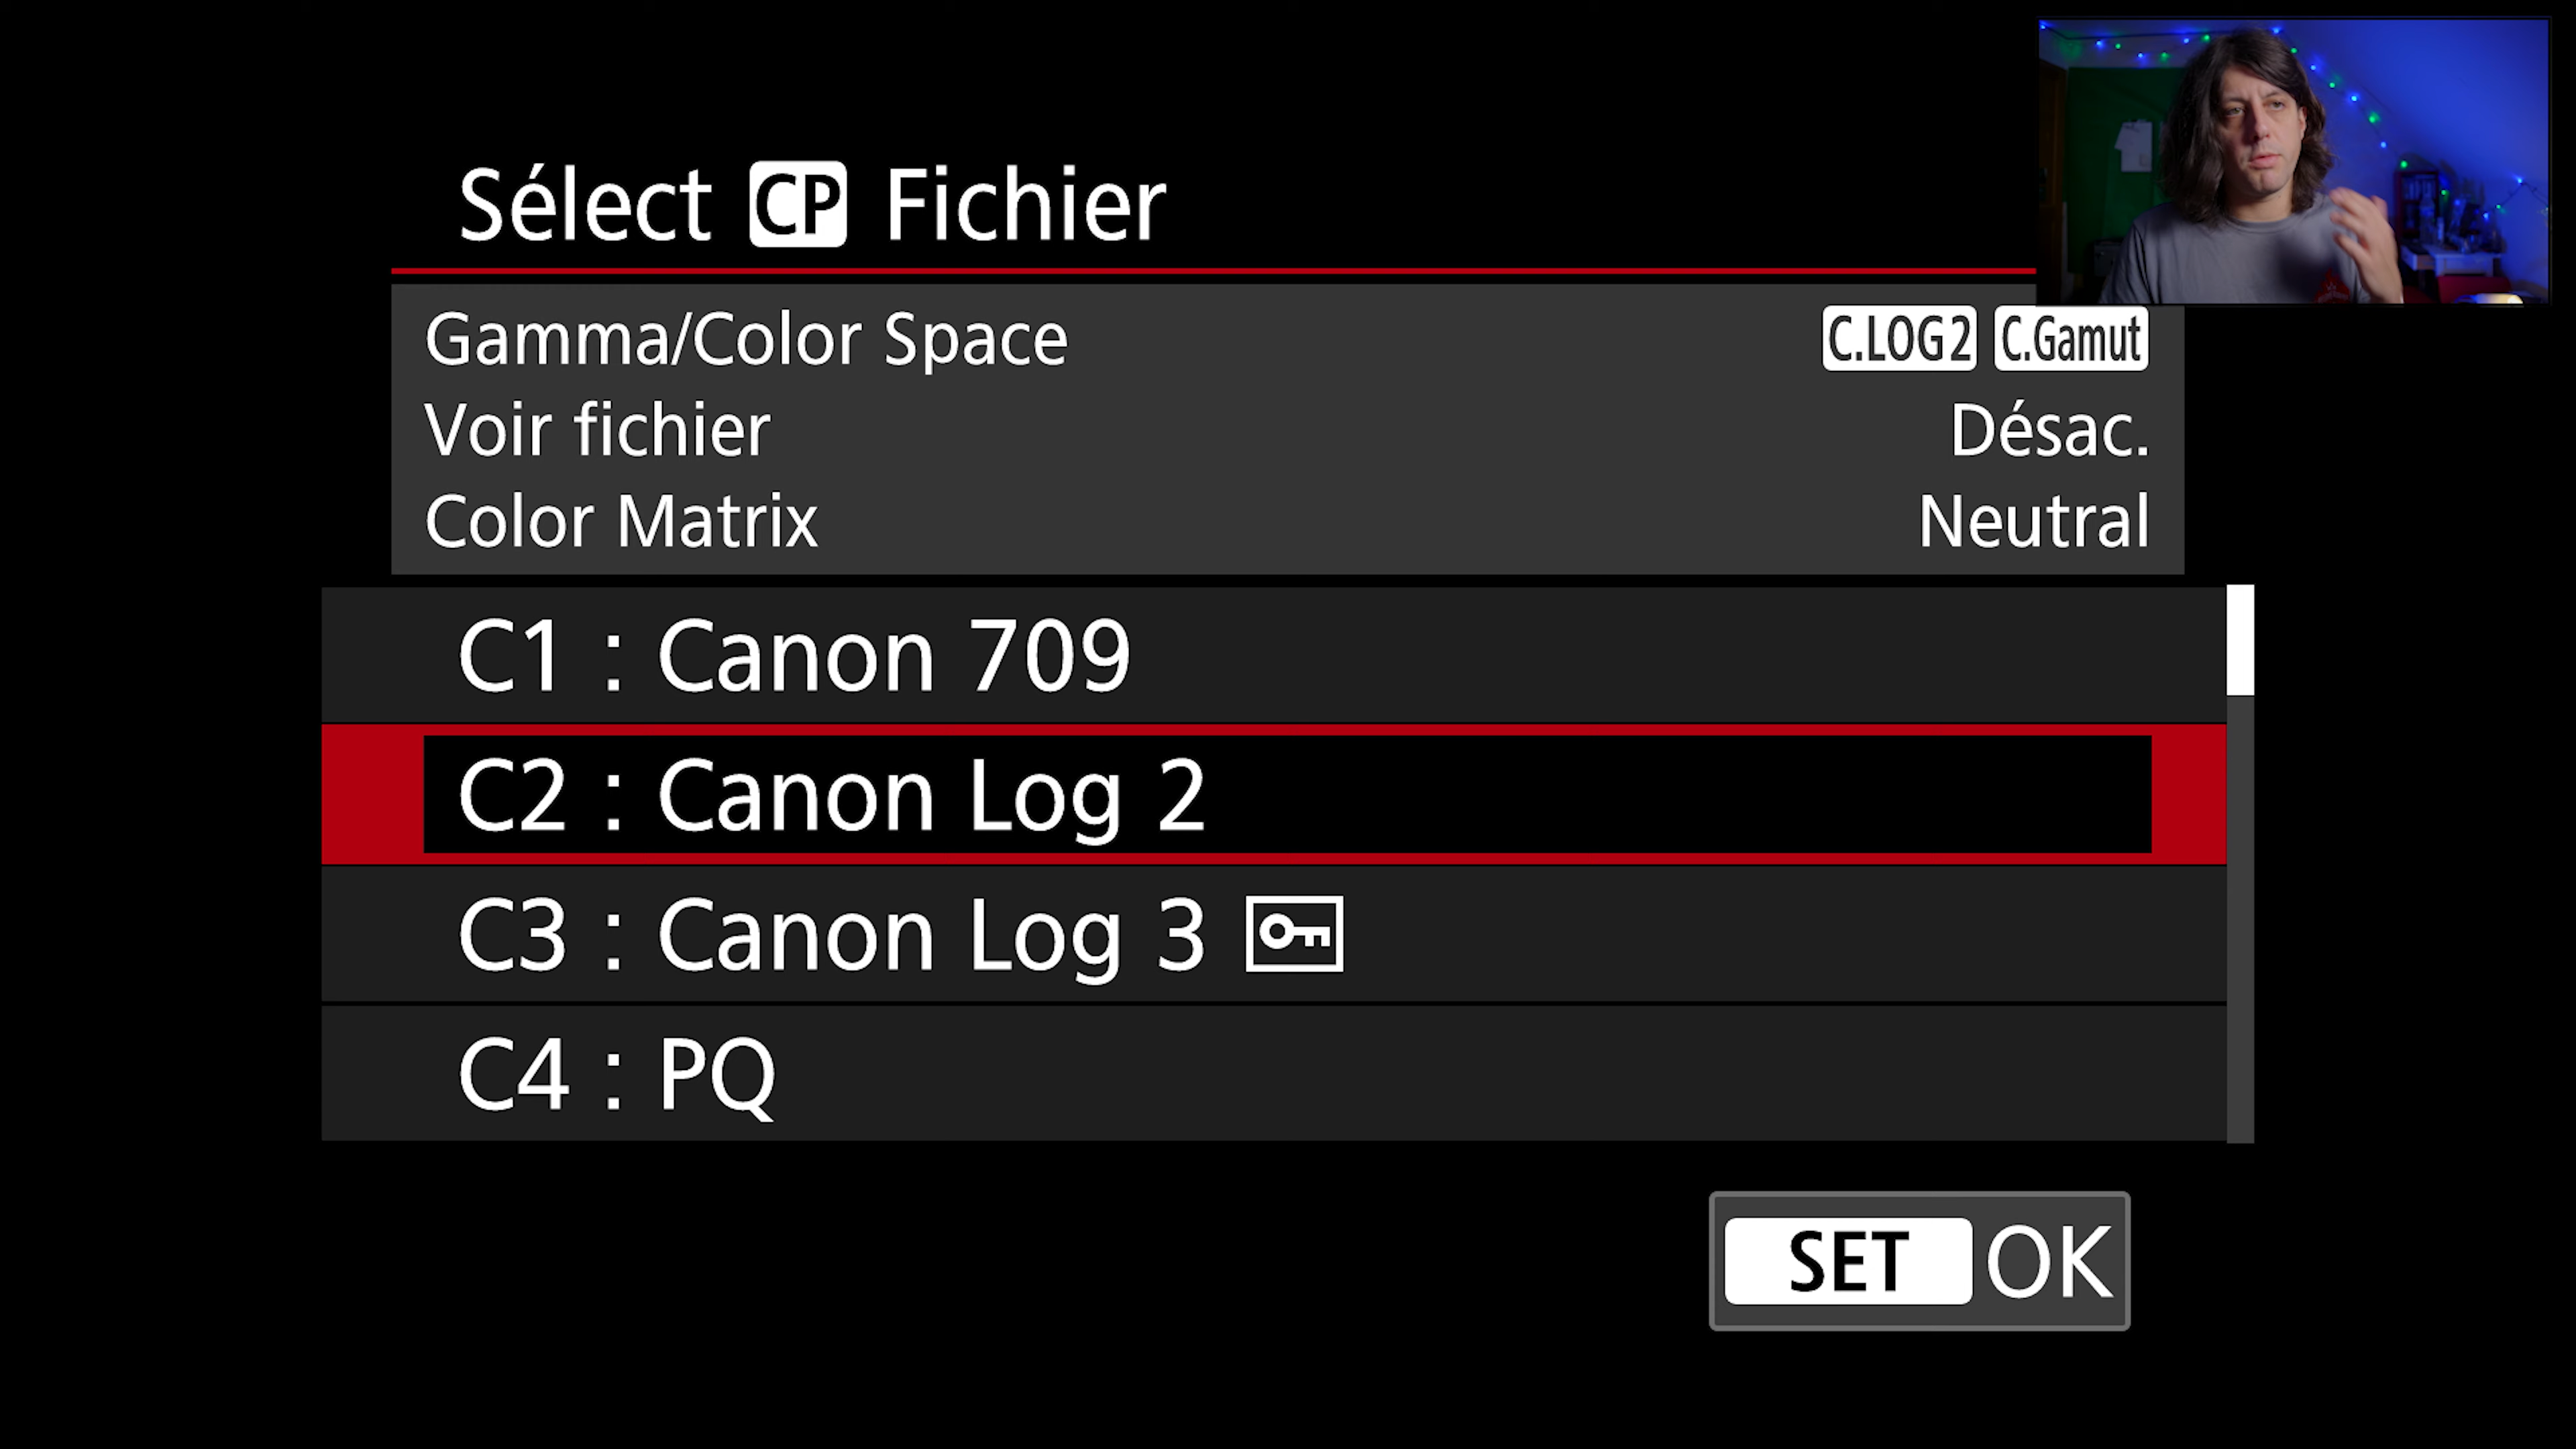 Sélect CP Fichier
Gamma/Color Space C.LOG2 C.Gamut
Voir fichier Désac.
Color Matrix Neutral
C1 : Canon 709
C2 : Canon Log 2
C3 : Canon Log 3
C4 : PQ
SET OK